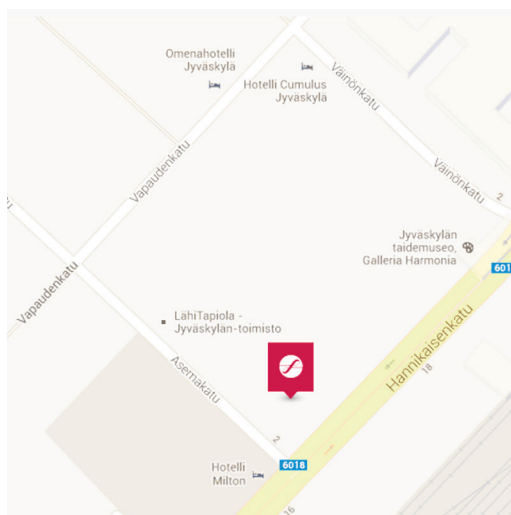 Omenahotelli
Jyväskylä
Hotelli Cumulus
Jyväskylä
Väinönkatu
Väinönkatu
2
Vapaudenkatu
Jyväskylän
taidemuseo,
Galleria Harmonia
601
Vapaudenkatu
LähiTapiola -
Jyväskylän-toimisto
Hannikaisenkatu
18
Asemakatu
2
6018
Hotelli
Milton
16